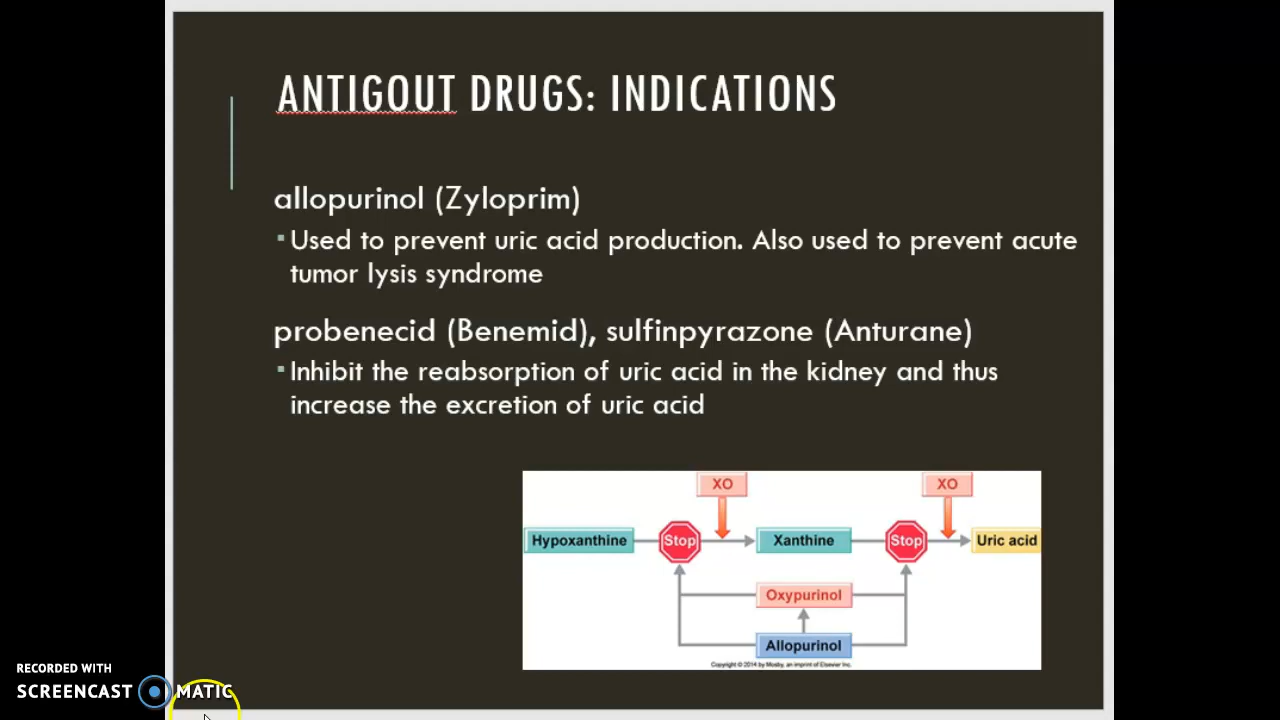 ANTIGOUT DRUGS: INDICATIONS
allopurinol (Zyloprim)
▪ Used to prevent uric acid production. Also used to prevent acute
tumor lysis syndrome
probenecid (Benemid), sulfinpyrazone (Anturane)
▪ Inhibit the reabsorption of uric acid in the kidney and thus
increase the excretion of uric acid
XO XO
Hypoxanthine Stop Xanthine Stop Uric acid
Oxypurinol
Allopurinol
Copyright © 2014 by Mosby, an imprint of Elsevier Inc.
RECORDED WITH
SCREENCAST MATIC